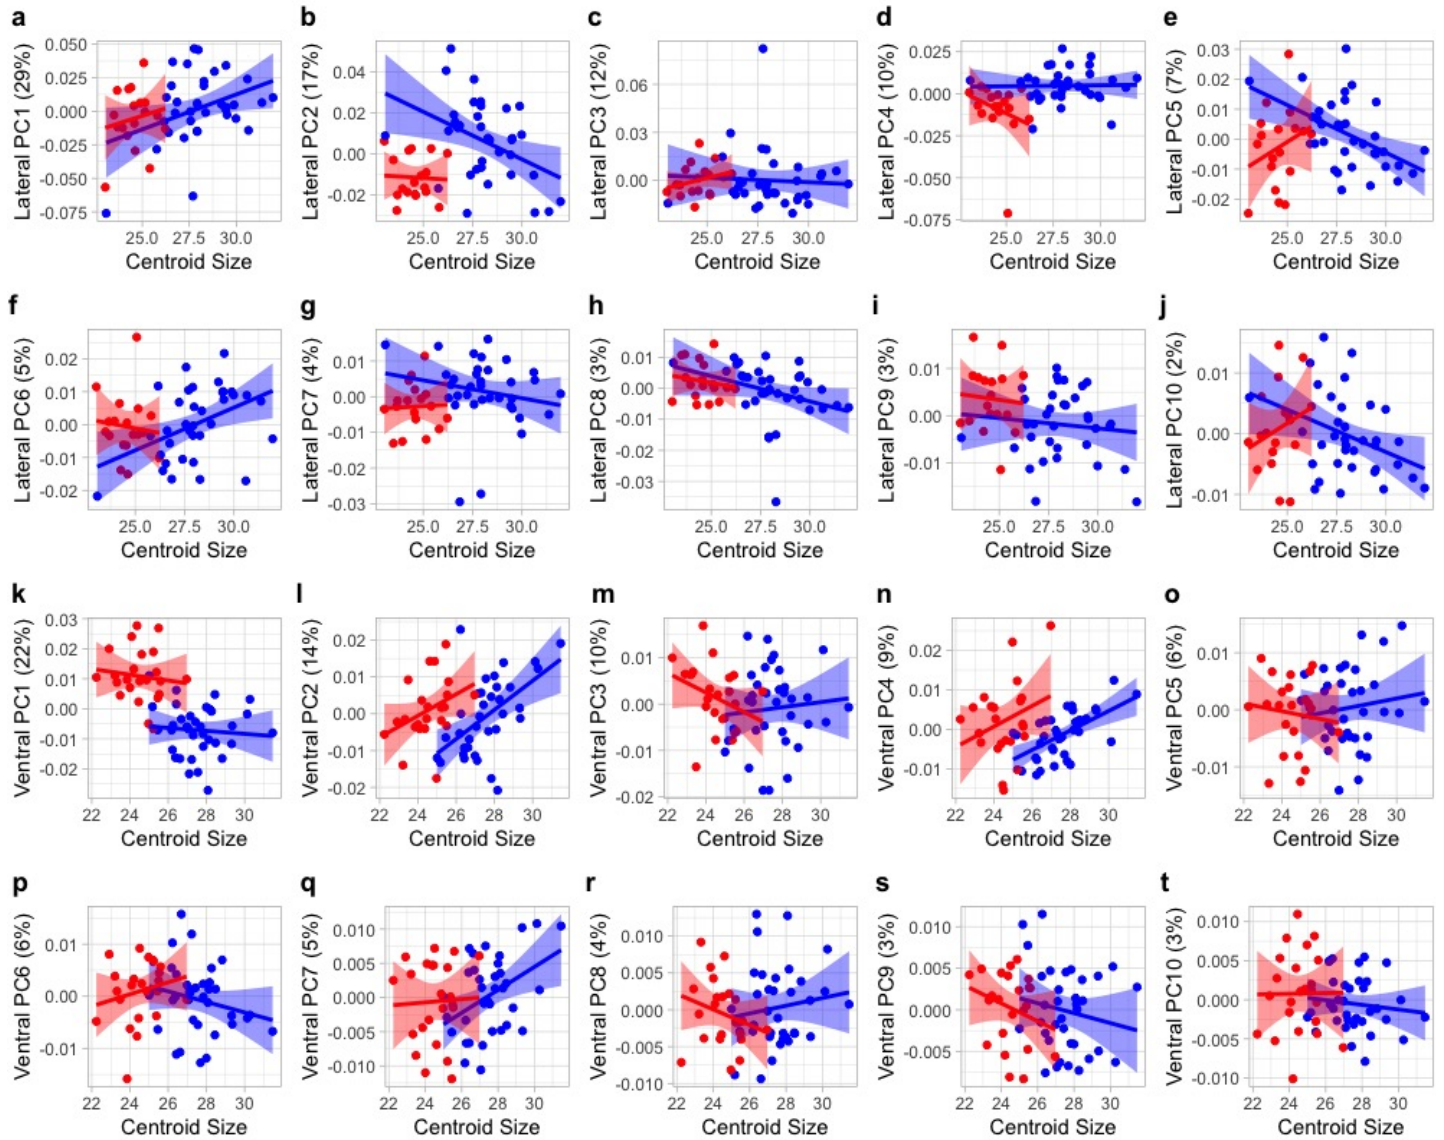 a b c d e
Lateral PC1 (29%) 0.050 0.025 0.000 -0.025 -0.050 -0.075 25.0 27.5 30.0 Centroid Size
Lateral PC2 (17%) 0.04 0.02 0.00 -0.02 25.0 27.5 30.0 Centroid Size
Lateral PC3 (12%) 0.06 0.03 0.00 25.0 27.5 30.0 Centroid Size
Lateral PC4 (10%) 0.025 0.000 -0.025 -0.050 -0.075 25.0 27.5 30.0 Centroid Size
Lateral PC5 (7%) 0.03 0.02 0.01 0.00 -0.01 -0.02 25.0 27.5 30.0 Centroid Size
f g h i j
Lateral PC6 (5%) 0.02 0.01 0.00 -0.01 -0.02 25.0 27.5 30.0 Centroid Size
Lateral PC7 (4%) 0.01 0.00 -0.01 -0.02 -0.03 25.0 27.5 30.0 Centroid Size
Lateral PC8 (3%) 0.01 0.00 -0.01 -0.02 -0.03 25.0 27.5 30.0 Centroid Size
Lateral PC9 (3%) 0.01 0.00 -0.01 25.0 27.5 30.0 Centroid Size
Lateral PC10 (2%) 0.01 0.00 -0.01 25.0 27.5 30.0 Centroid Size
k l m n o
Ventral PC1 (22%) 0.03 0.02 0.01 0.00 -0.01 -0.02 22 24 26 28 30 Centroid Size
Ventral PC2 (14%) 0.02 0.01 0.00 -0.01 -0.02 22 24 26 28 30 Centroid Size
Ventral PC3 (10%) 0.01 0.00 -0.01 -0.02 22 24 26 28 30 Centroid Size
Ventral PC4 (9%) 0.02 0.01 0.00 -0.01 22 24 26 28 30 Centroid Size
Ventral PC5 (6%) 0.01 0.00 -0.01 22 24 26 28 30 Centroid Size
p q r s t
Ventral PC6 (6%) 0.01 0.00 -0.01 22 24 26 28 30 Centroid Size
Ventral PC7 (5%) 0.010 0.005 0.000 -0.005 -0.010 22 24 26 28 30 Centroid Size
Ventral PC8 (4%) 0.010 0.005 0.000 -0.005 -0.010 22 24 26 28 30 Centroid Size
Ventral PC9 (3%) 0.010 0.005 0.000 -0.005 22 24 26 28 30 Centroid Size
Ventral PC10 (3%) 0.010 0.005 0.000 -0.005 -0.010 22 24 26 28 30 Centroid Size